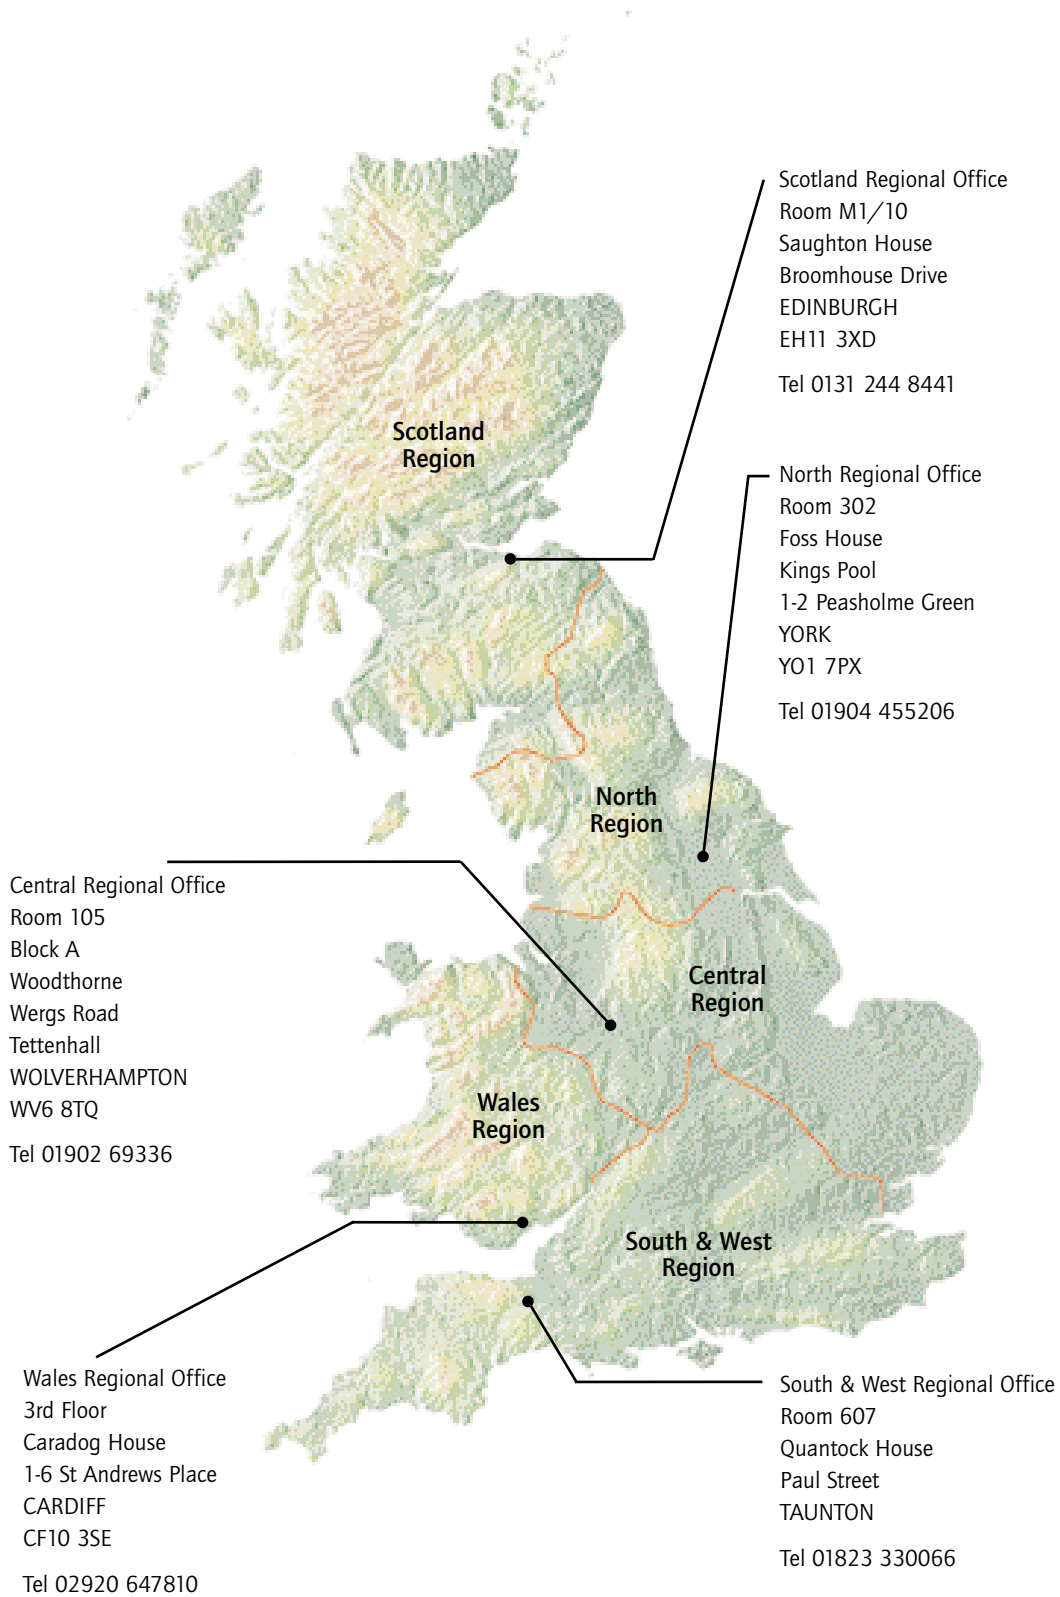 Scotland Regional Office
Room M1/10
Saughton House
Broomhouse Drive
EDINBURGH
EH11 3XD
Tel 0131 244 8441
Scotland
Region
North Regional Office
Room 302
Foss House
Kings Pool
1-2 Peasholme Green
YORK
YO1 7PX
Tel 01904 455206
North
Region
Central Regional Office
Room 105
Block A
Woodthorne
Wergs Road
Tettenhall
WOLVERHAMPTON
WV6 8TQ
Tel 01902 69336
Central
Region
Wales
Region
South & West
Region
Wales Regional Office
3rd Floor
Caradog House
1-6 St Andrews Place
CARDIFF
CF10 3SE
Tel 02920 647810
South & West Regional Office
Room 607
Quantock House
Paul Street
TAUNTON
Tel 01823 330066